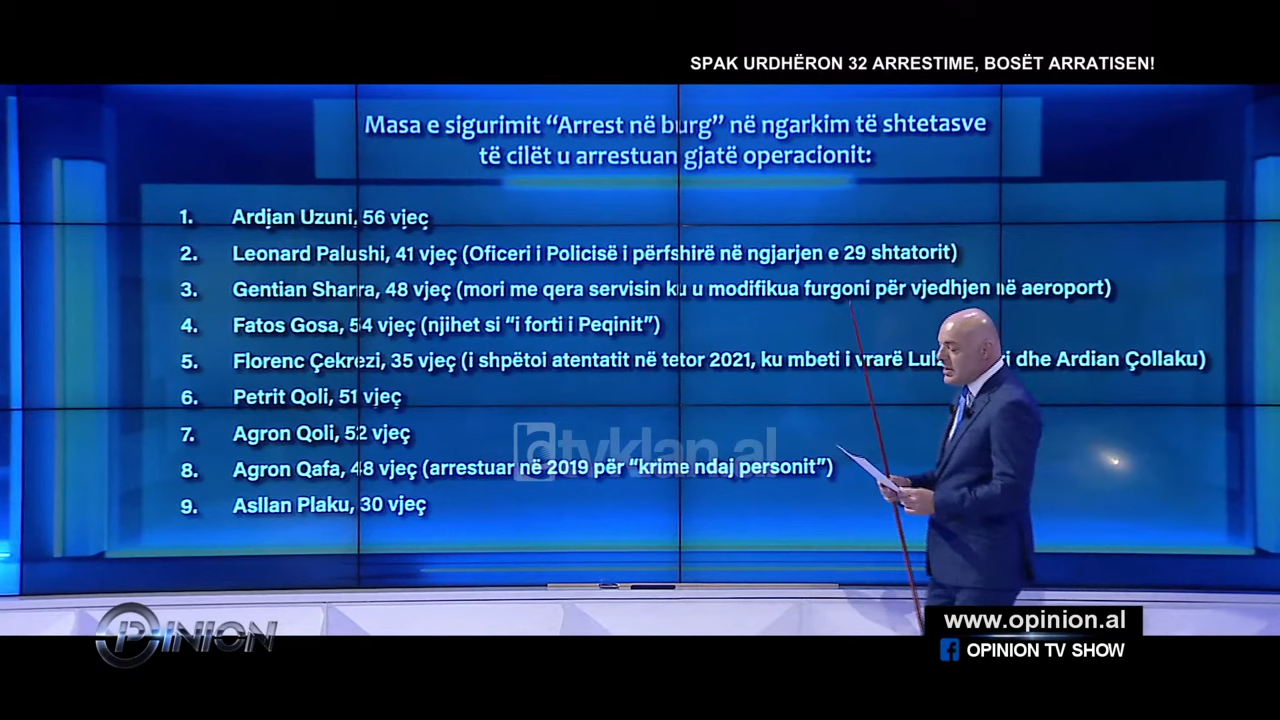 SPAK URDHËRON 32 ARRESTIME, BOSËT ARRATISEN!
Masa e sigurimit “Arrest në burg” në ngarkim të shtetasve
të cilët u arrestuan gjatë operacionit:
1. Ardjan Uzuni, 56 vjeç
2. Leonard Palushi, 41 vjeç (Oficeri i Policisë i përfshirë në ngjarjen e 29 shtatorit)
3. Gentian Sharra, 48 vjeç (mori me qera servisin ku u modifikua furgoni për vjedhjen në aeroport)
4. Fatos Gosa, 54 vjeç (njihet si “i forti i Peqinit”)
5. Florenc Çekrezi, 35 vjeç (i shpëtoi atentatit në tetor 2021, ku mbeti i vrarë dhe Ardian Çollaku)
6. Petrit Qoli, 51 vjeç
7. Agron Qoli, 52 vjeç
8. Agron Qafa, 48 vjeç (arrestuar në 2019 për “krime ndaj personit”)
9. Asllan Plaku, 30 vjeç
tvklan.al
OPINION
www.opinion.al
OPINION TV SHOW